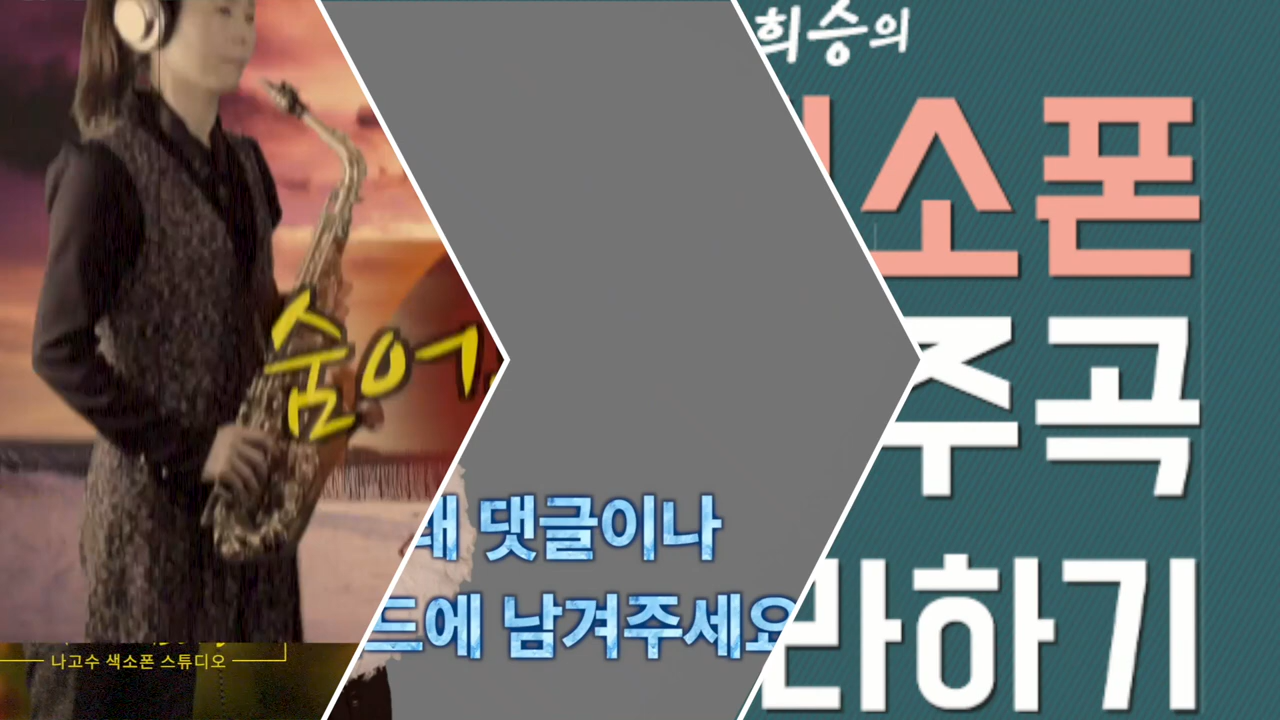 숨어
나고수 색소폰 스튜디오
래 댓글이나
드에 남겨주세요
희승의
소폰
주곡
라하기